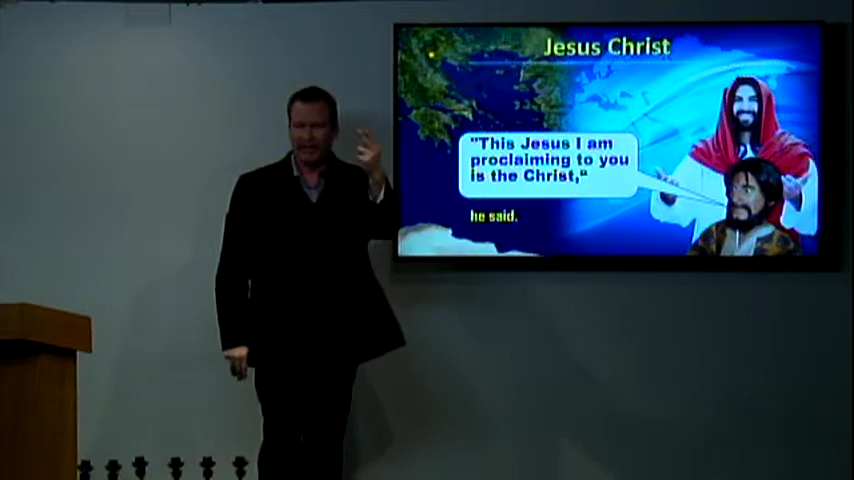 Jesus Christ
"This Jesus I am
proclaiming to you
is the Christ,"
he said.